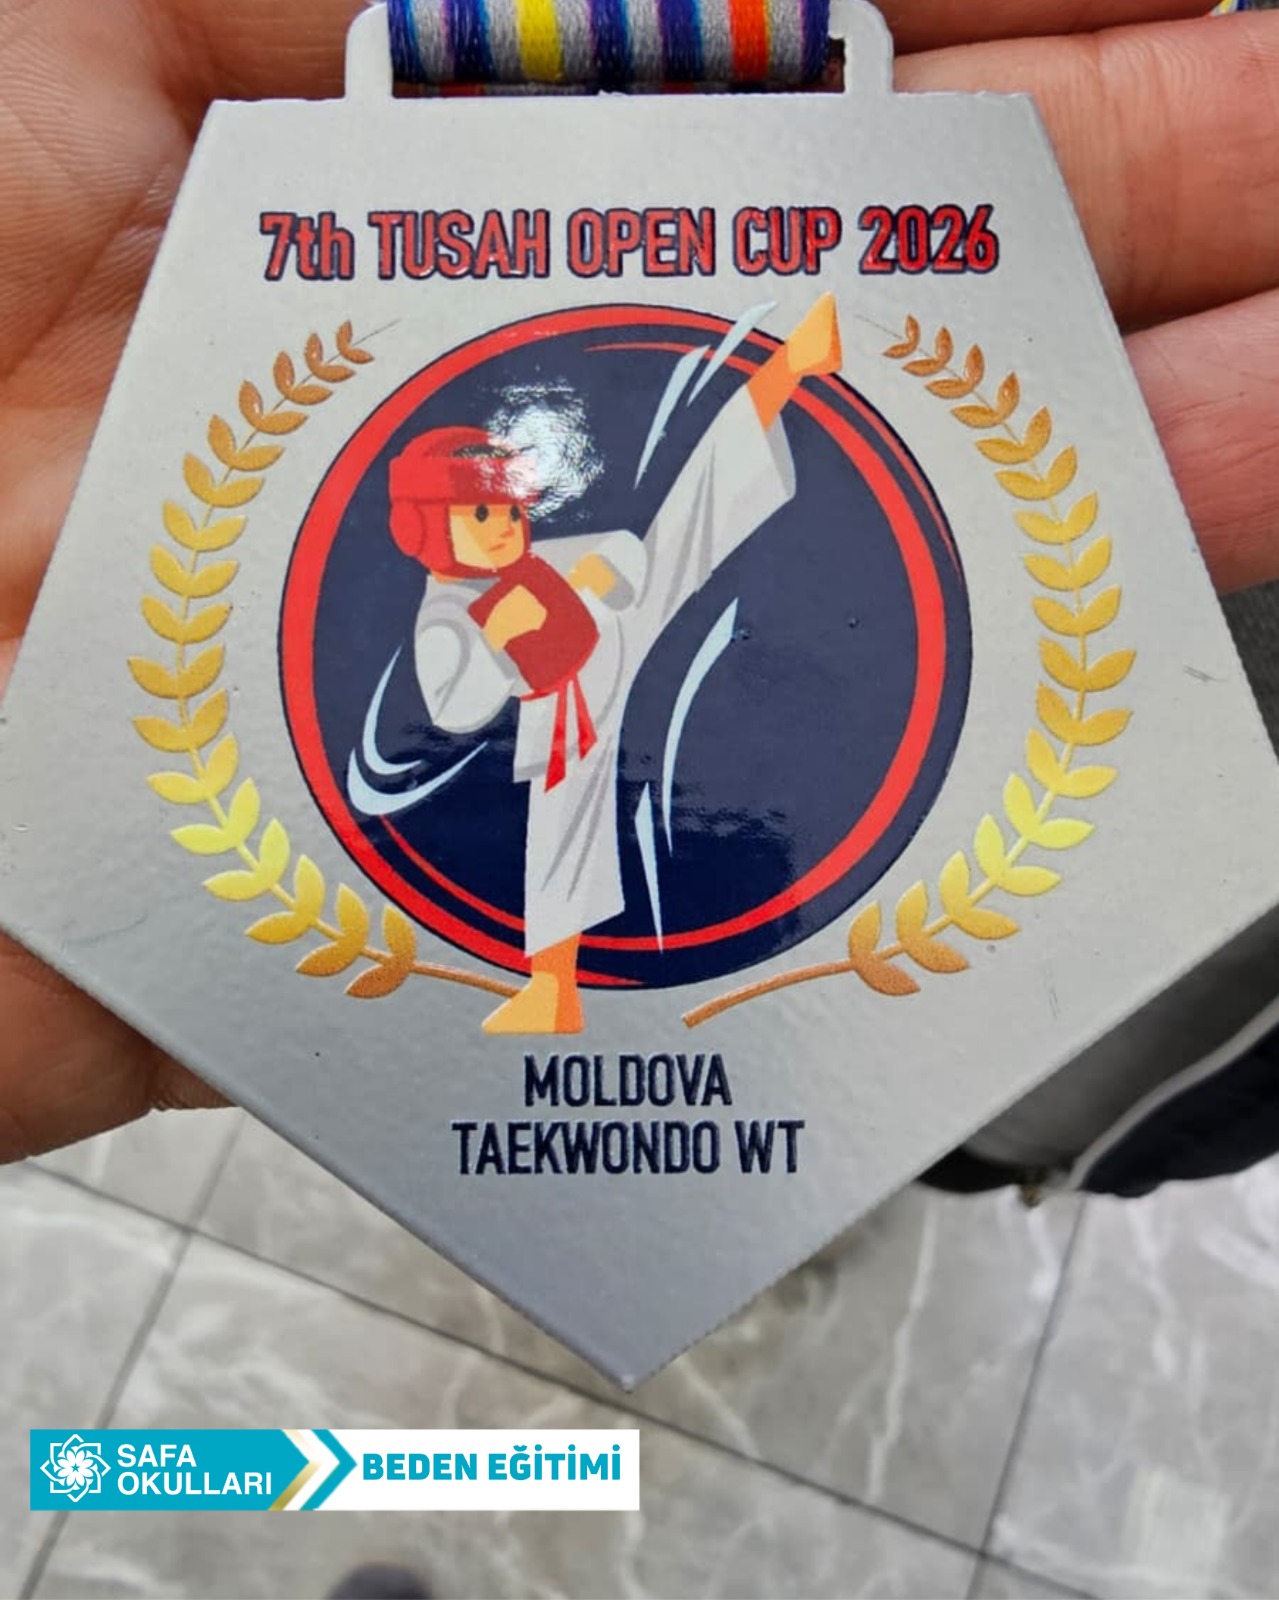 7th TUSAH OPEN CUP 2026
MOLDOVA
TAEKWONDO WT
SAFA
OKULLARI
BEDEN EĞİTİMİ